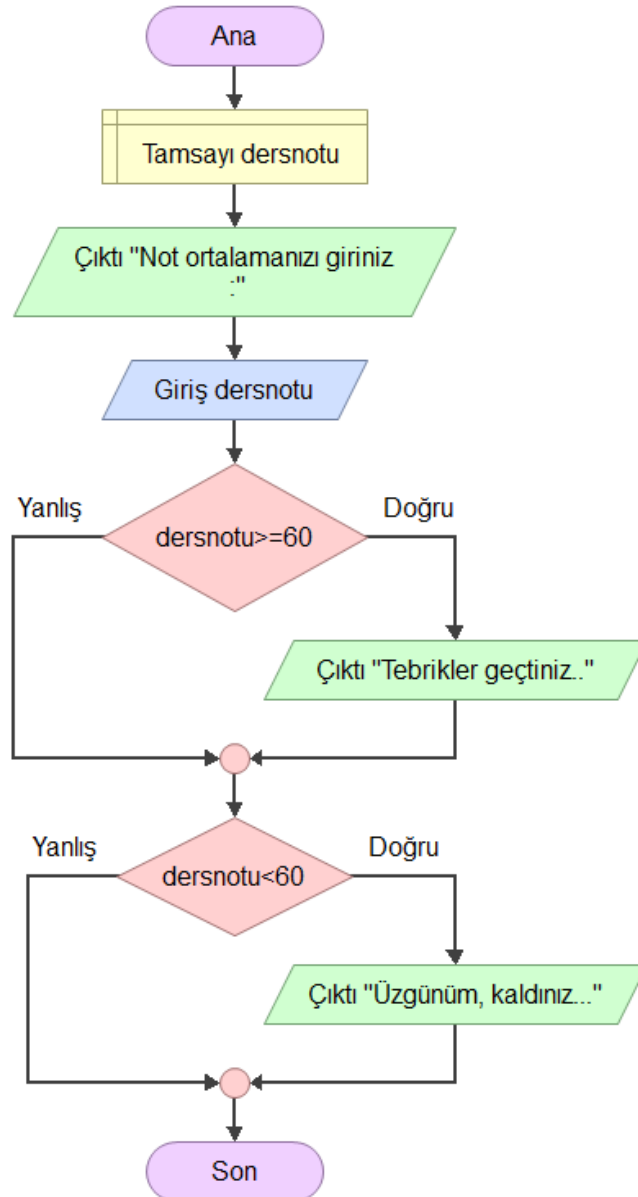 Ana
Tamsayı dersnotu
Çıktı "Not ortalamanızı giriniz
:"
Giriş dersnotu
Yanlış
Doğru
dersnotu>=60
Çıktı "Tebrikler geçtiniz.."
Yanlış
Doğru
dersnotu<60
Çıktı "Üzgünüm, kaldınız..."
Son